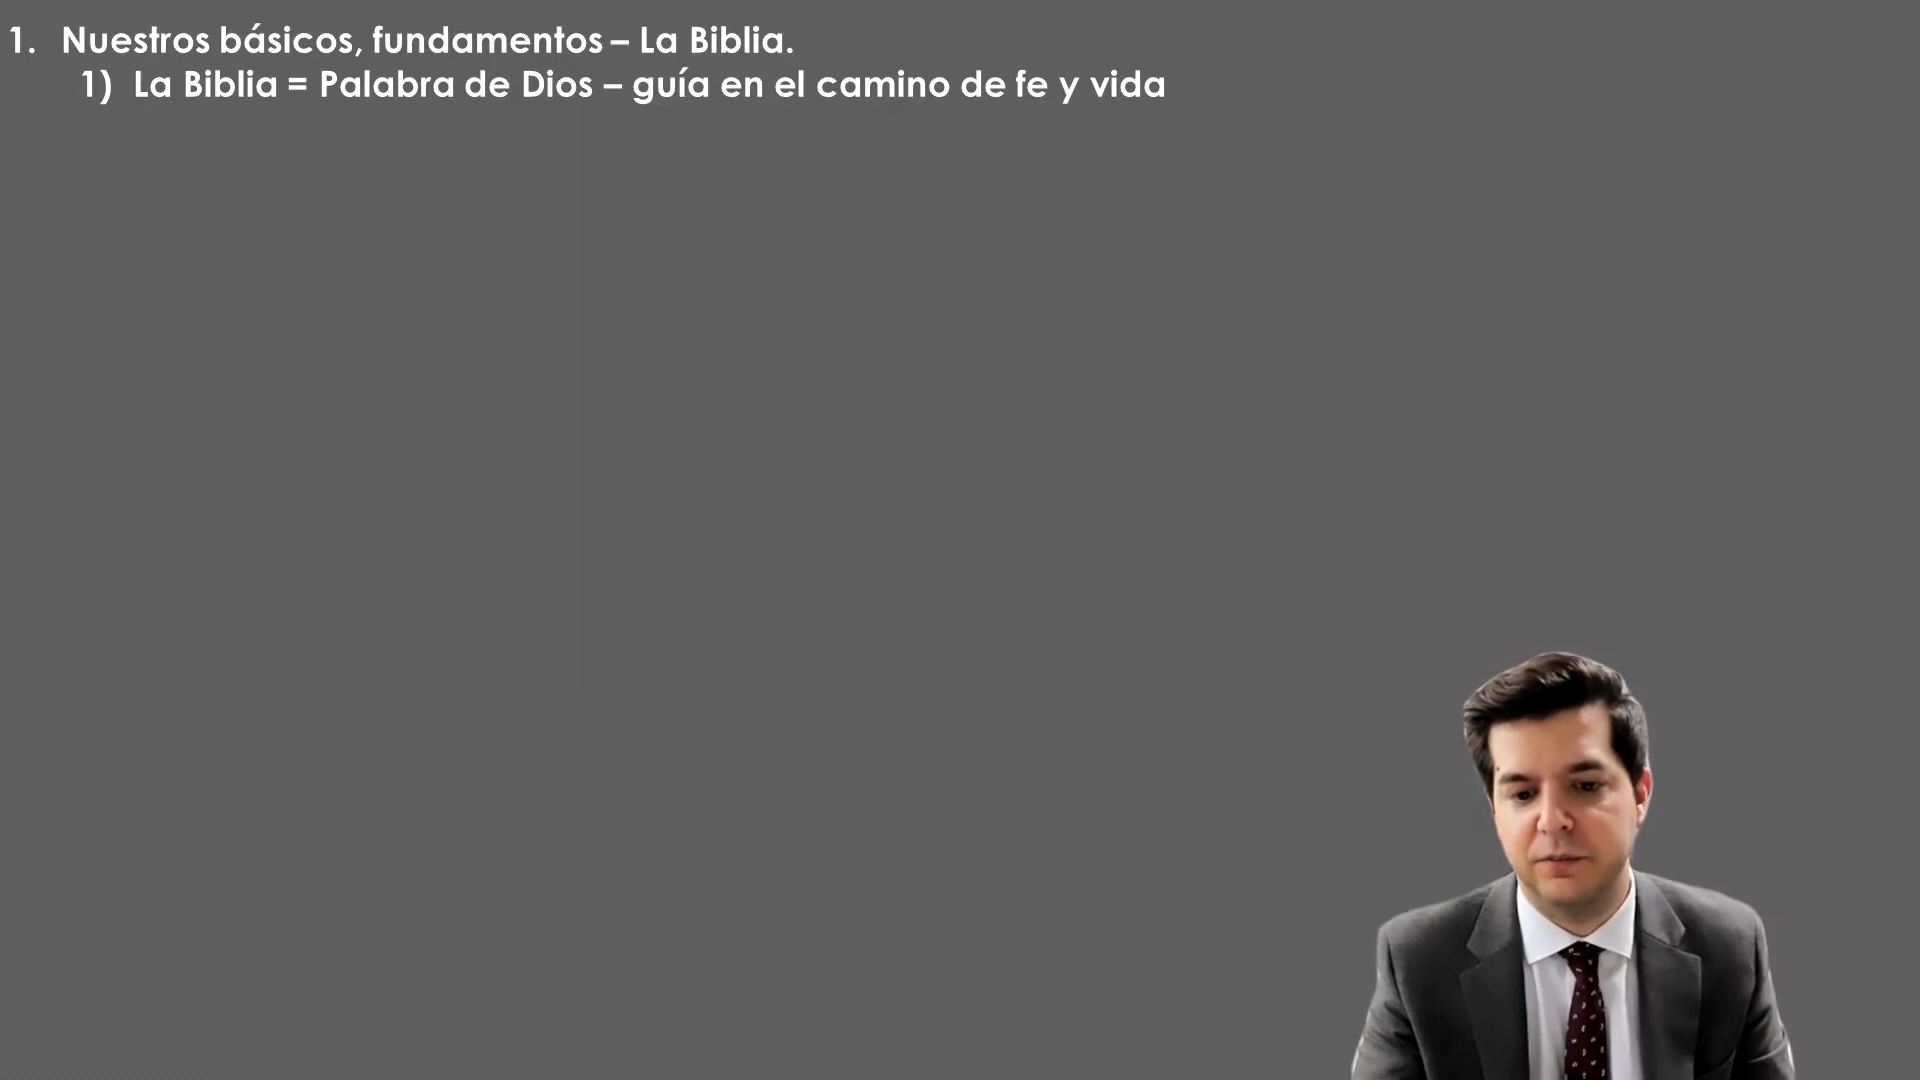 1. Nuestros básicos, fundamentos – La Biblia.
1) La Biblia = Palabra de Dios – guía en el camino de fe y vida